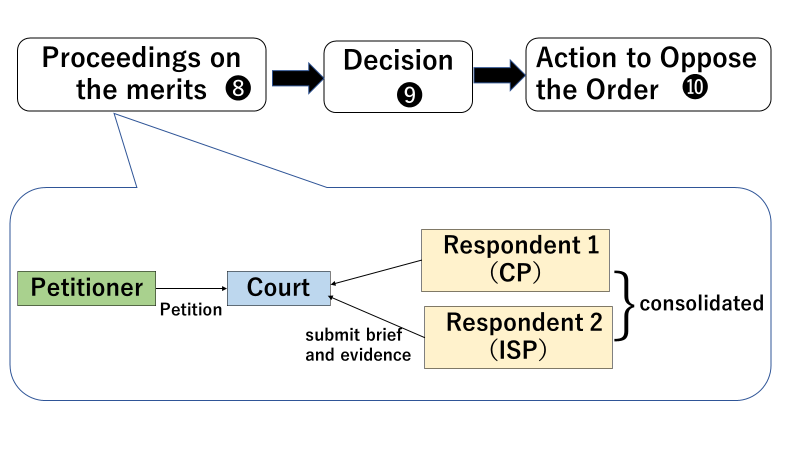 Proceedings on
the merits ❽
Decision
❾
Action to Oppose
the Order ❿
Petitioner
Petition
Court
Respondent 1
（CP）
Respondent 2
（ISP）
submit brief
and evidence
consolidated